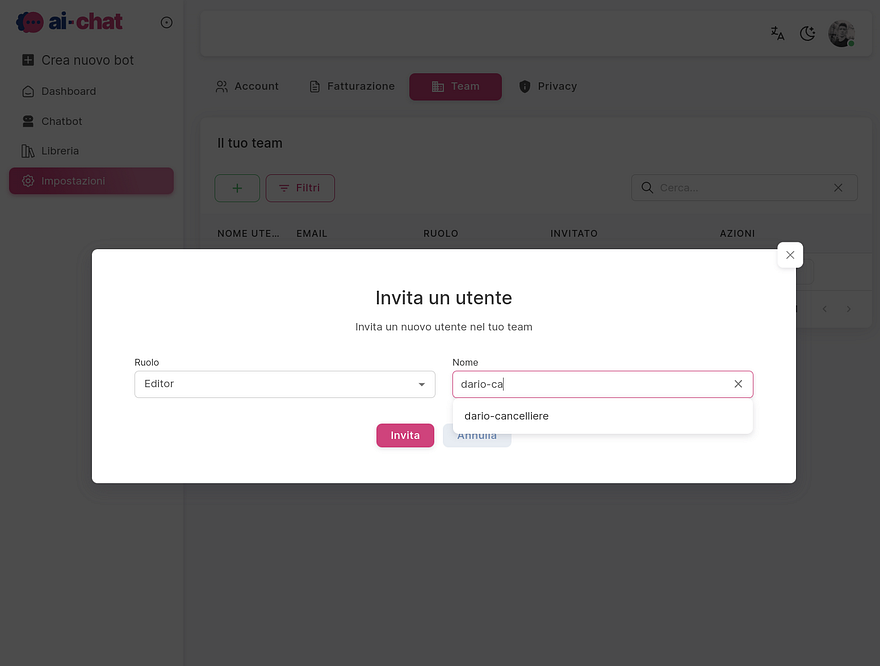 ai-chat
Crea nuovo bot
Dashboard
Chatbot
Libreria
Impostazioni
Account
Fatturazione
Team
Privacy
Il tuo team
+
Filtri
Cerca...
NOME UTE...
EMAIL
RUOLO
INVITATO
AZIONI
Invita un utente
Invita un nuovo utente nel tuo team
Ruolo
Nome
Editor
dario-ca
dario-cancelliere
Invita
Annulla